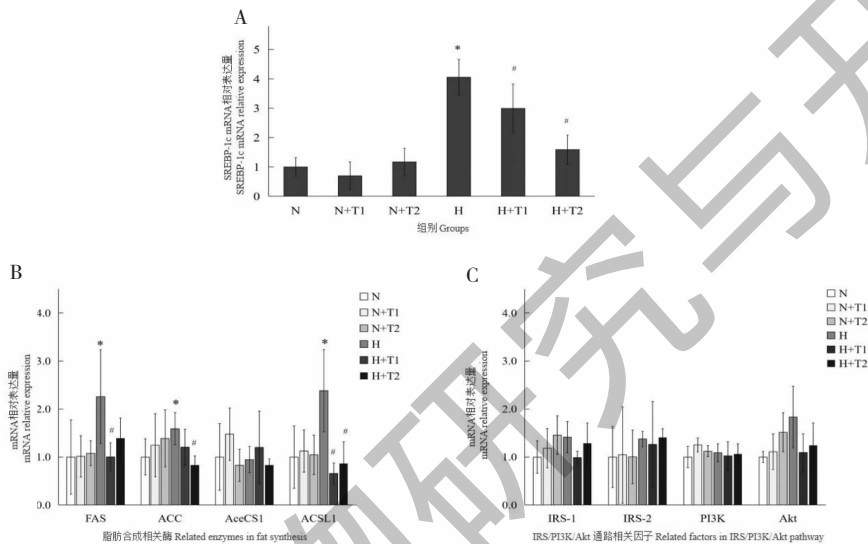 A
SREBP-1c mRNA相对表达量
SREBP-1c mRNA relative expression
5
4
3
2
1
0
*
#
#
N N+T1 N+T2 H H+T1 H+T2
组别 Groups
B
mRNA相对表达量
mRNA relative expression
4.0
3.0
2.0
1.0
0.0
N
N+T1
N+T2
H
H+T1
H+T2
* # * # * # #
FAS ACC AceCS1 ACSL1
脂肪合成相关酶 Related enzymes in fat synthesis
C
mRNA相对表达量
mRNA relative expression
4.0
3.0
2.0
1.0
0.0
N
N+T1
N+T2
H
H+T1
H+T2
IRS-1 IRS-2 PI3K Akt
IRS/PI3K/Akt 通路相关因子 Related factors in IRS/PI3K/Akt pathway
物研究与开